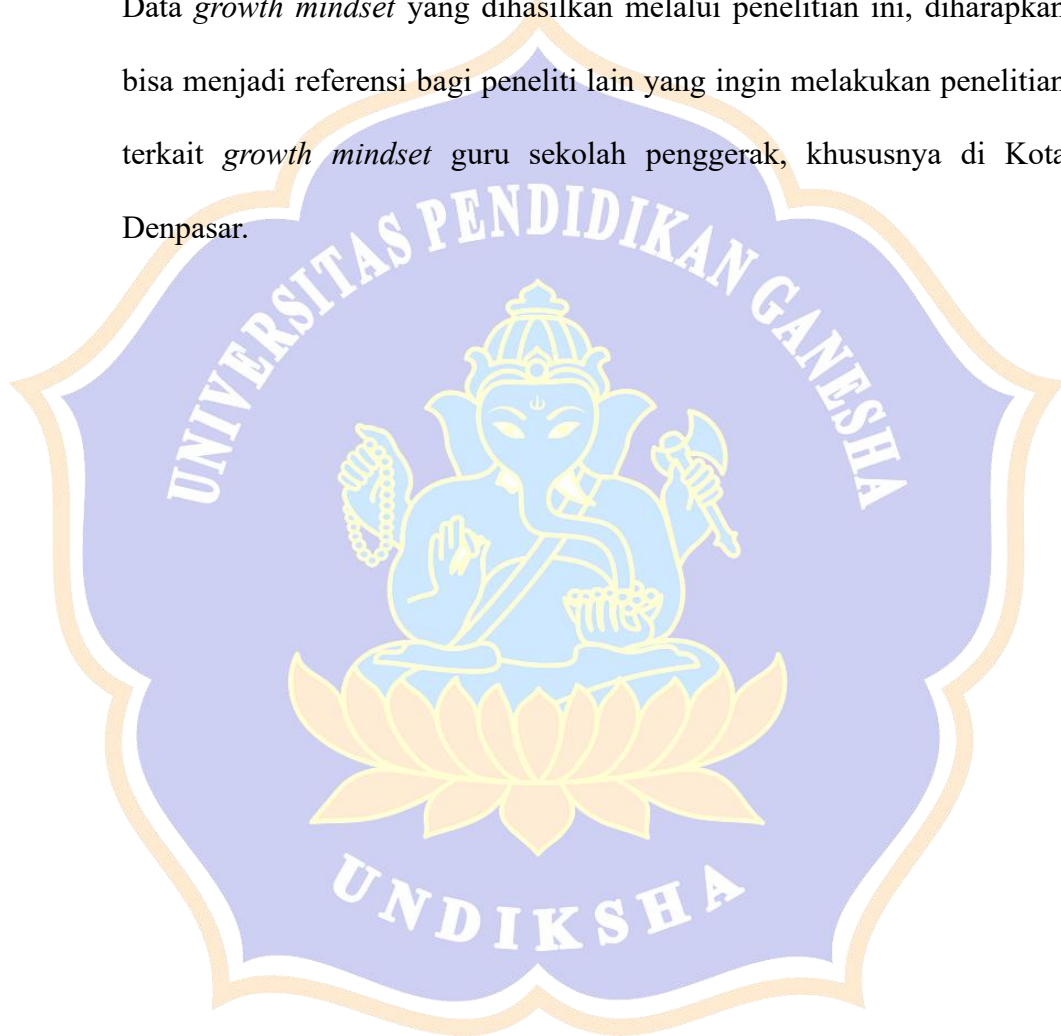 Data growth mindset yang dihasilkan melalui penelitian ini, diharapkan
bisa menjadi referensi bagi peneliti lain yang ingin melakukan penelitian
terkait growth mindset guru sekolah penggerak, khususnya di Kota
Denpasar.
UNIVERSITAS PENDIDIKAN GANESHA
UNDIKSHA